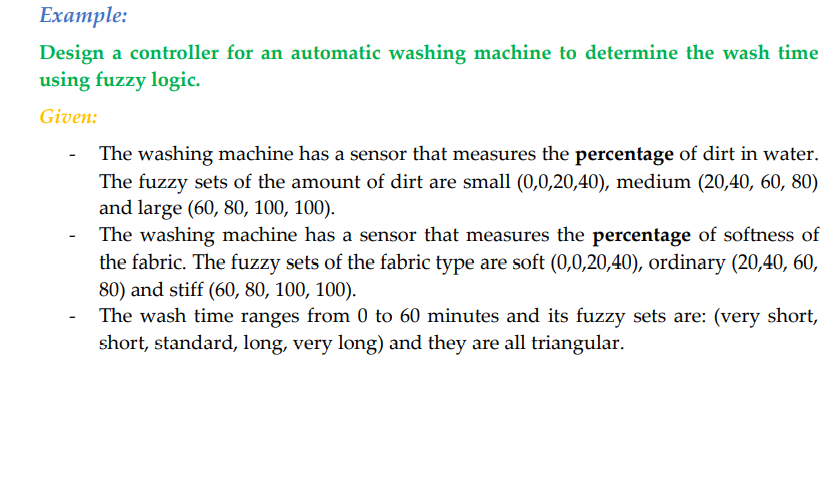 Example:
Design a controller for an automatic washing machine to determine the wash time
using fuzzy logic.
Given:
- The washing machine has a sensor that measures the percentage of dirt in water.
The fuzzy sets of the amount of dirt are small (0,0,20,40), medium (20,40, 60, 80)
and large (60, 80, 100, 100).
- The washing machine has a sensor that measures the percentage of softness of
the fabric. The fuzzy sets of the fabric type are soft (0,0,20,40), ordinary (20,40, 60,
80) and stiff (60, 80, 100, 100).
- The wash time ranges from 0 to 60 minutes and its fuzzy sets are: (very short,
short, standard, long, very long) and they are all triangular.